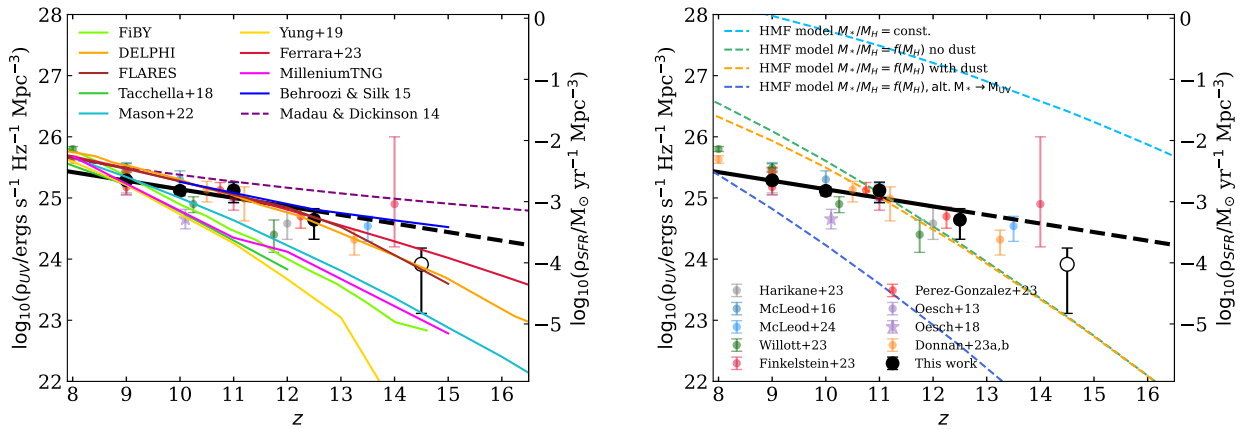 log₁₀(ρUV/ergs s⁻¹ Hz⁻¹ Mpc⁻³)
28
27
26
25
24
23
22
FiBY
DELPHI
FLARES
Tacchella+18
Mason+22
Yung+19
Ferrara+23
MilleniumTNG
Behroozi & Silk 15
Madau & Dickinson 14
8 9 10 11 12 13 14 15 16
z
0
−1
−2
−3
−4
−5
log₁₀(ρSFR/M⊙ yr⁻¹ Mpc⁻³)
log₁₀(ρUV/ergs s⁻¹ Hz⁻¹ Mpc⁻³)
28
27
26
25
24
23
22
HMF model M*/MH = const.
HMF model M*/MH = f(MH) no dust
HMF model M*/MH = f(MH) with dust
HMF model M*/MH = f(MH), alt. M* → MUV
Harikane+23
McLeod+16
McLeod+24
Willott+23
Finkelstein+23
Perez-Gonzalez+23
Oesch+13
Oesch+18
Donnan+23a,b
This work
8 9 10 11 12 13 14 15 16
z
0
−1
−2
−3
−4
−5
log₁₀(ρSFR/M⊙ yr⁻¹ Mpc⁻³)